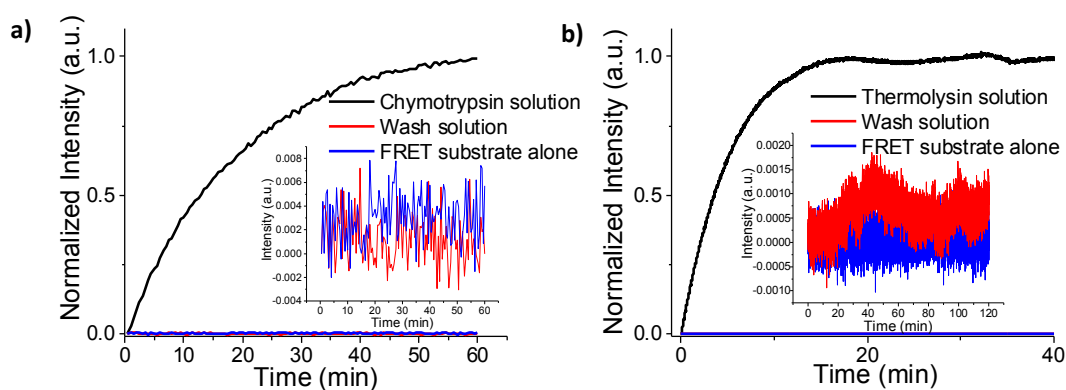 a)
Normalized Intensity (a.u.)
1.0
0.5
0.0
0
10
20
30
40
50
60
Time (min)
Chymotrypsin solution
Wash solution
FRET substrate alone
Intensity (a.u.)
0.008
0.006
0.004
0.002
0.000
-0.002
-0.004
0 10 20 30 40 50 60
Time (min)
b)
Normalized Intensity (a.u.)
1.0
0.5
0.0
0
20
40
Time (min)
Thermolysin solution
Wash solution
FRET substrate alone
Intensity (a.u.)
0.0020
0.0015
0.0010
0.0005
0.0000
-0.0005
-0.0010
0 20 40 60 80 100 120
Time (min)